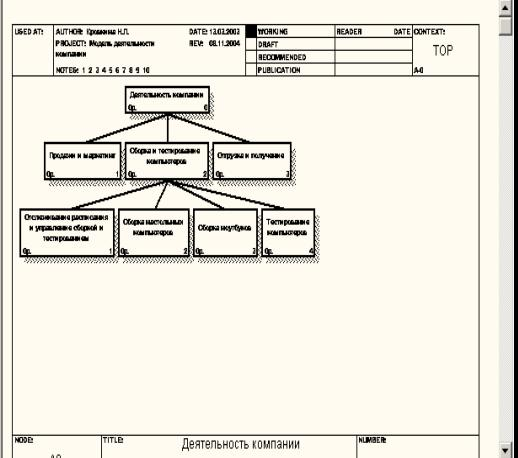 USED AT: AUTHOR: Кровкина Н.Л. DATE: 13.03.2003 WORKING READER DATE CONTEXT:
PROJECT: Модель деятельности REV: 08.11.2004 DRAFT TOP
компании RECOMMENDED
NOTES: 1 2 3 4 5 6 7 8 9 10 PUBLICATION A-0
Деятельность компании
0р. 0
Продажи и маркетинг
0р. 1
Сборка и тестирование
компьютеров
0р. 2
Отгрузка и получение
0р. 3
Отслеживание расписания
и управление сборкой и
тестированием
0р. 1
Сборка настольных
компьютеров
0р. 2
Сборка ноутбуков
0р. 3
Тестирование
компьютеров
0р. 4
NODE: TITLE: Деятельность компании NUMBER: